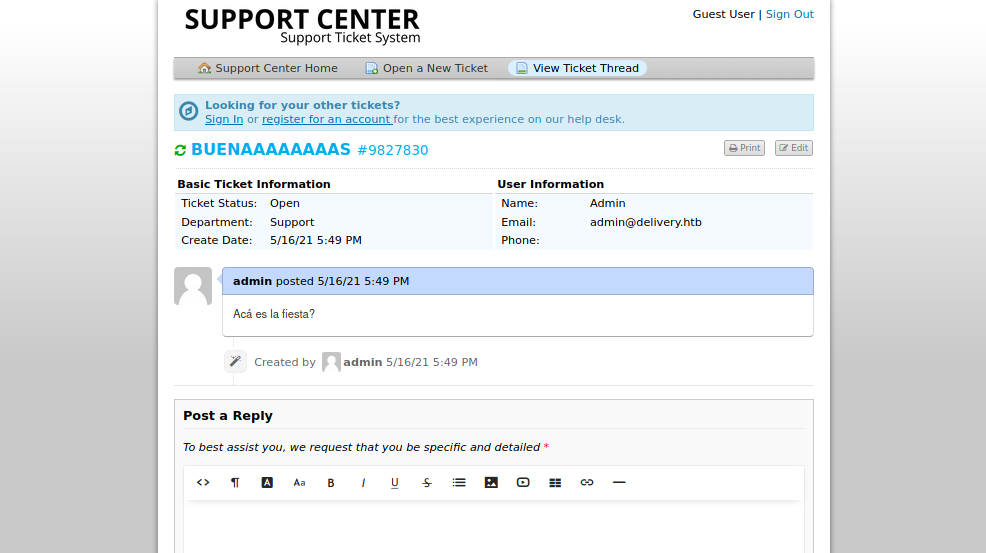 SUPPORT CENTER
Support Ticket System
Guest User | Sign Out
Support Center Home Open a New Ticket View Ticket Thread
Looking for your other tickets?
Sign In or register for an account for the best experience on our help desk.
BUENAAAAAAAAS #9827830
Print Edit
Basic Ticket Information
Ticket Status: Open
Department: Support
Create Date: 5/16/21 5:49 PM
User Information
Name: Admin
Email: admin@delivery.htb
Phone:
admin posted 5/16/21 5:49 PM
Acá es la fiesta?
Created by admin 5/16/21 5:49 PM
Post a Reply
To best assist you, we request that you be specific and detailed *
<> ¶ A Aa B I U S